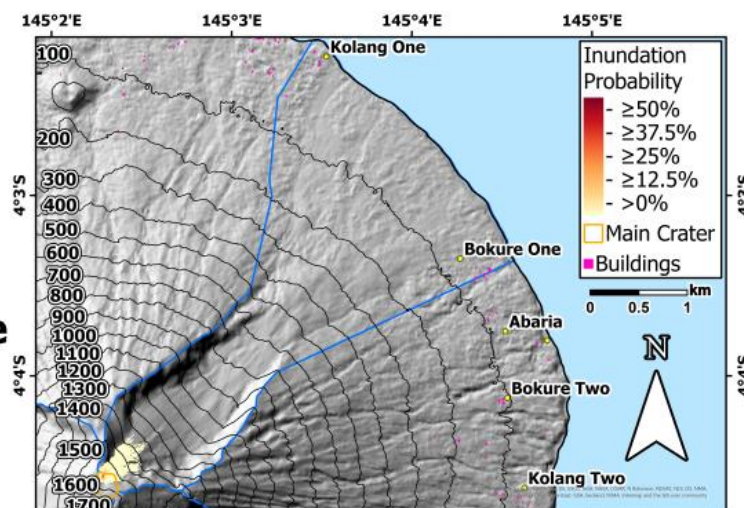 145°2'E 145°3'E 145°4'E 145°5'E
100
200
300
400
500
600
700
800
900
1000
1100
1200
1300
1400
1500
1600
1700
4°3'S
4°4'S
Kolang One
Bokure One
Abaria
Bokure Two
Kolang Two
Inundation
Probability
- ≥50%
- ≥37.5%
- ≥25%
- ≥12.5%
- >0%
Main Crater
Buildings
0 0.5 1 km
N
4°3'S
4°4'S